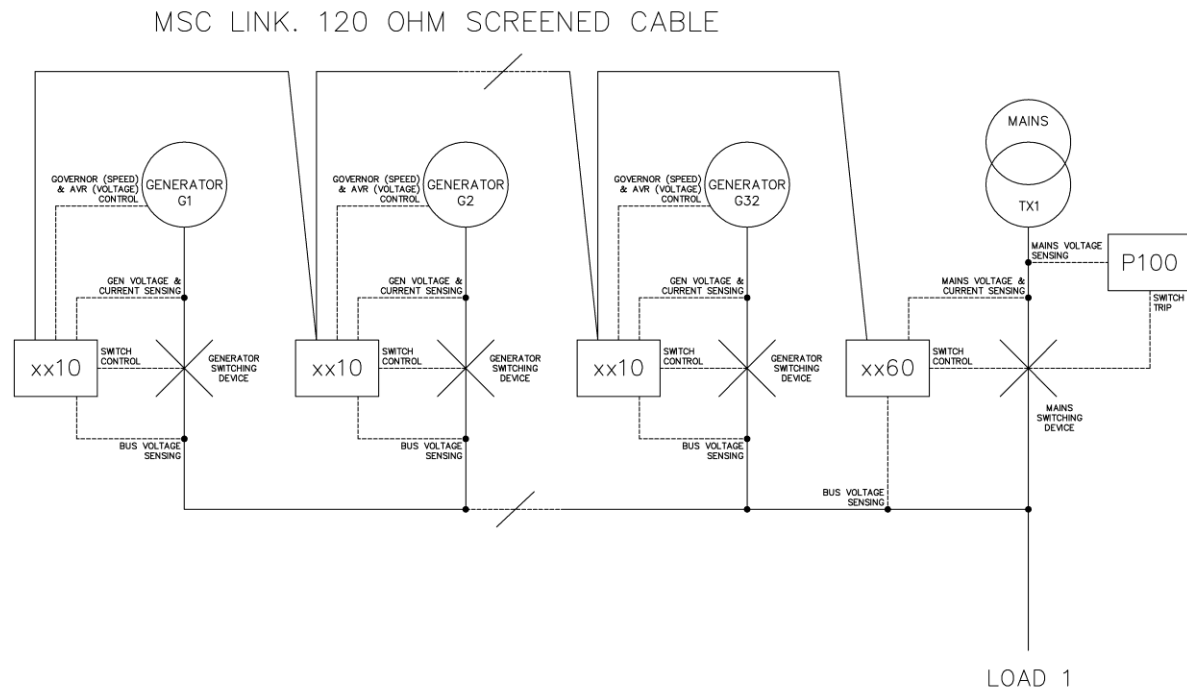 MSC LINK. 120 OHM SCREENED CABLE
GENERATOR
G1
GOVERNOR (SPEED)
& AVR (VOLTAGE)
CONTROL
GEN VOLTAGE &
CURRENT SENSING
xx10
SWITCH
CONTROL
GENERATOR
SWITCHING
DEVICE
BUS VOLTAGE
SENSING
GENERATOR
G2
GOVERNOR (SPEED)
& AVR (VOLTAGE)
CONTROL
GEN VOLTAGE &
CURRENT SENSING
xx10
SWITCH
CONTROL
GENERATOR
SWITCHING
DEVICE
BUS VOLTAGE
SENSING
GENERATOR
G32
GOVERNOR (SPEED)
& AVR (VOLTAGE)
CONTROL
GEN VOLTAGE &
CURRENT SENSING
xx10
SWITCH
CONTROL
GENERATOR
SWITCHING
DEVICE
BUS VOLTAGE
SENSING
MAINS
TX1
MAINS VOLTAGE
SENSING
P100
SWITCH
TRIP
MAINS VOLTAGE &
CURRENT SENSING
xx60
SWITCH
CONTROL
MAINS
SWITCHING
DEVICE
BUS VOLTAGE
SENSING
LOAD 1